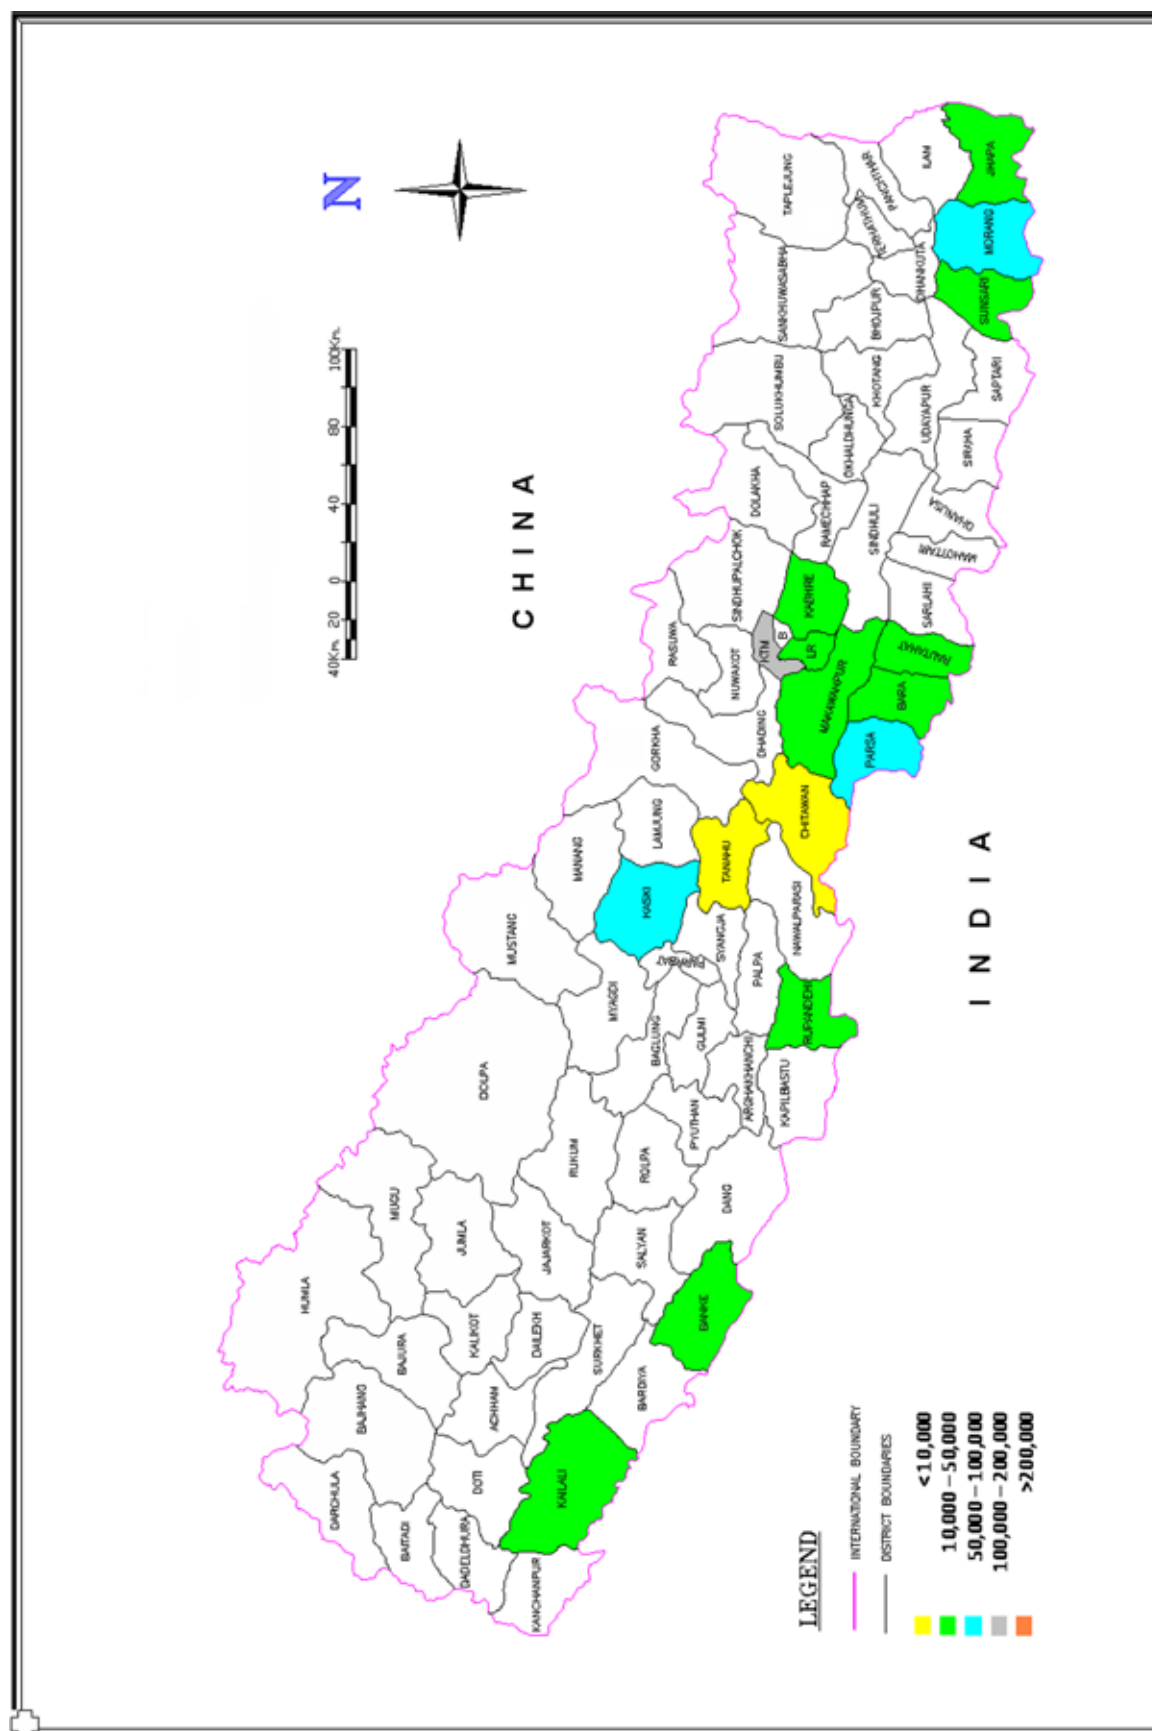 N
40Km. 20 0 40 80 100Km.
C H I N A
DARCHULA
HUMLA
BAJHANG
BAITADI
BAJURA
MUGU
DADELDHURA
DOTI
ACHHAM
KALIKOT
JUMLA
DOLPA
MUSTANG
KANCHANPUR
KAILALI
DAILEKH
JAJARKOT
RUKUM
MYAGDI
MANANG
SURKHET
BARDIYA
SALYAN
ROLPA
BAGLUNG
KASKI
LAMJUNG
GORKHA
RASUWA
BANKE
DANG
PYUTHAN
GULMI
SYANGJA
TANAHU
DHADING
NUWAKOT
SINDHUPALCHOK
DOLAKHA
SOLUKHUMBU
SANKHUWASABHA
TAPLEJUNG
ARGHAKHANCHI
PALPA
KAPILBASTU
RUPANDEHI
NAWALPARASI
CHITAWAN
MAKAWANPUR
KTM
B
LR
KABHRE
RAMECHHAP
OKHALDHUNGA
KHOTANG
BHOJPUR
TERHATHUM
PANCHTHAR
PARSA
BARA
RAUTAHAT
SARLAHI
SINDHULI
UDAYAPUR
DHANKUTA
ILAM
MAHOTTARI
DHANUSA
SIRAHA
SAPTARI
SUNSARI
MORANG
JHAPA
I N D I A
LEGEND
INTERNATIONAL BOUNDARY
DISTRICT BOUNDARIES
<10,000
10,000–50,000
50,000–100,000
100,000–200,000
>200,000